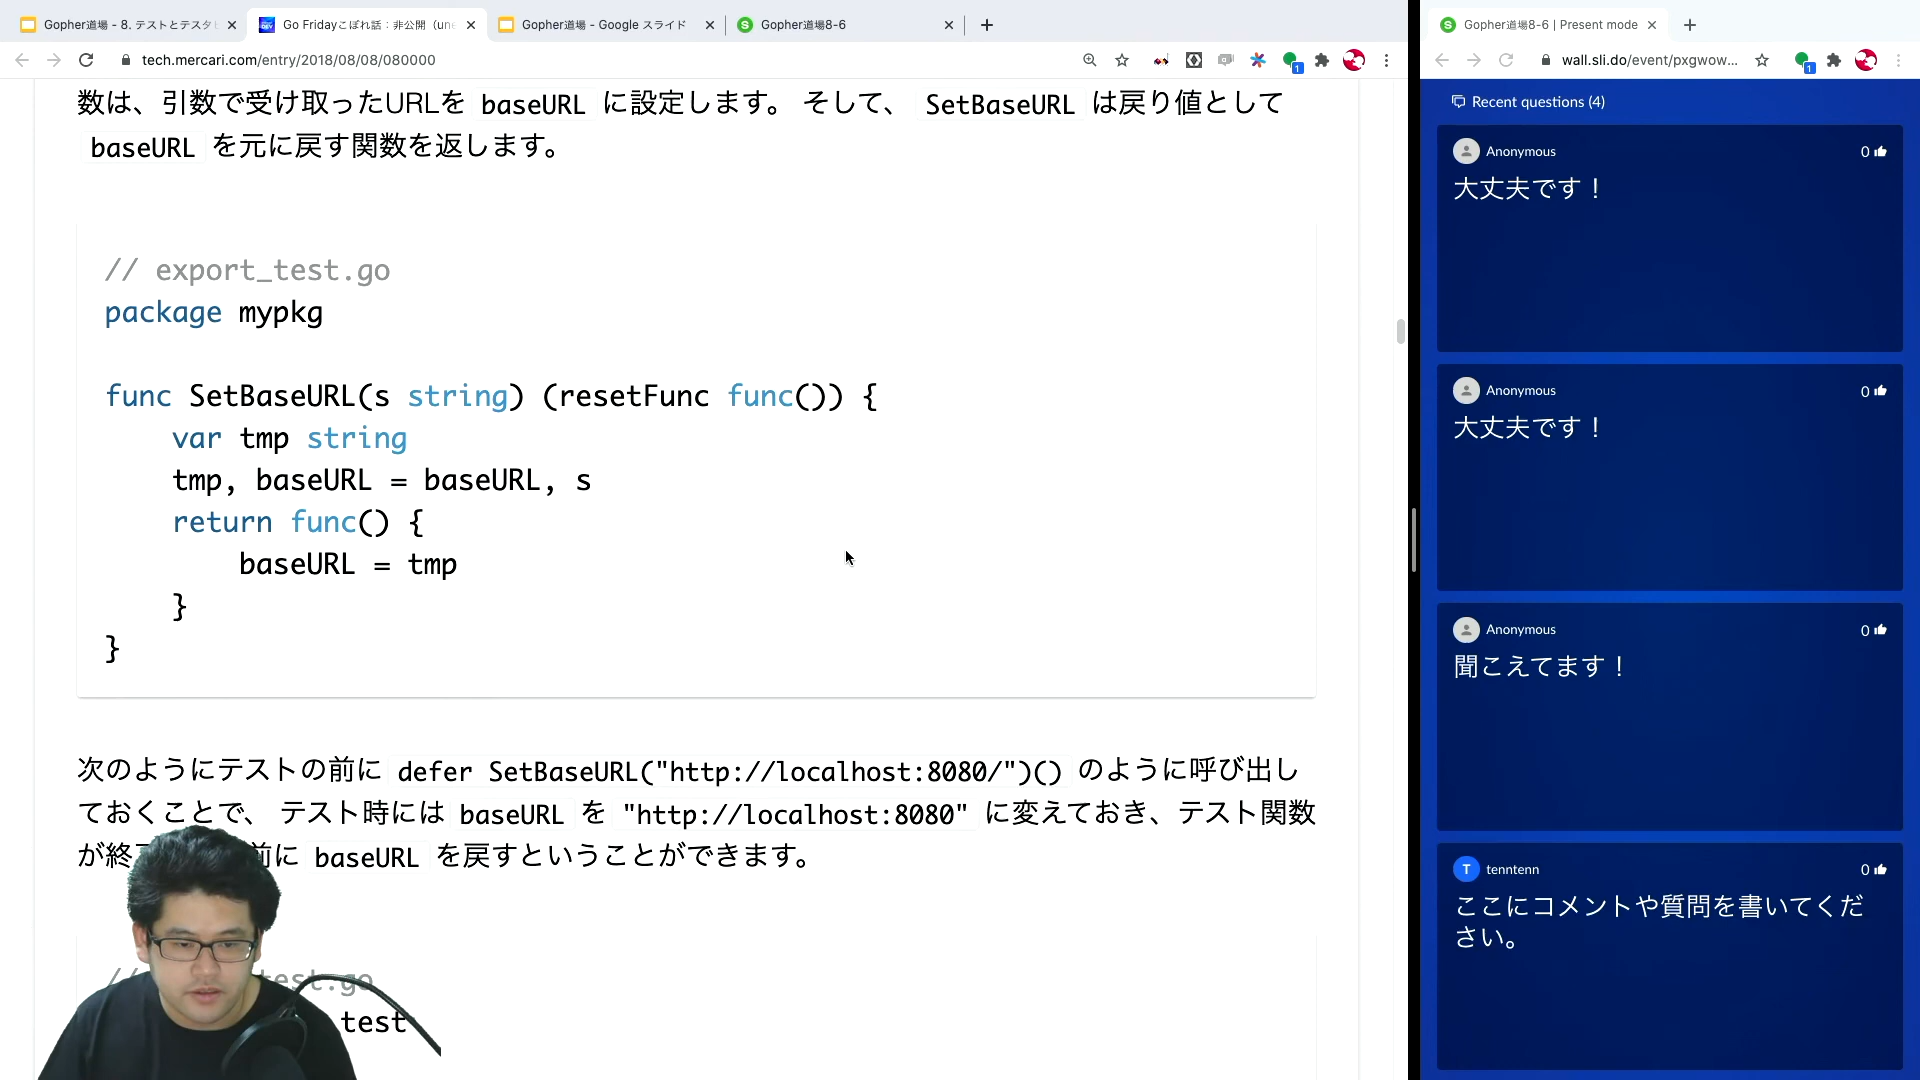 Gopher道場 - 8. テストとテスタビ
Go Fridayこぼれ話：非公開（une
Gopher道場 - Google スライド
Gopher道場8-6
tech.mercari.com/entry/2018/08/08/080000
数は、引数で受け取ったURLを baseURL に設定します。 そして、 SetBaseURL は戻り値として
baseURL を元に戻す関数を返します。
// export_test.go
package mypkg
func SetBaseURL(s string) (resetFunc func()) {
var tmp string
tmp, baseURL = baseURL, s
return func() {
baseURL = tmp
}
}
次のようにテストの前に defer SetBaseURL("http://localhost:8080/")() のように呼び出し
ておくことで、 テスト時には baseURL を "http://localhost:8080" に変えておき、テスト関数
が終 前に baseURL を戻すということができます。
// test.go
test
Gopher道場8-6 | Present mode
wall.sli.do/event/pxgwow...
Recent questions (4)
Anonymous
0
大丈夫です！
Anonymous
0
大丈夫です！
Anonymous
0
聞こえてます！
T tenntenn
0
ここにコメントや質問を書いてくだ
さい。